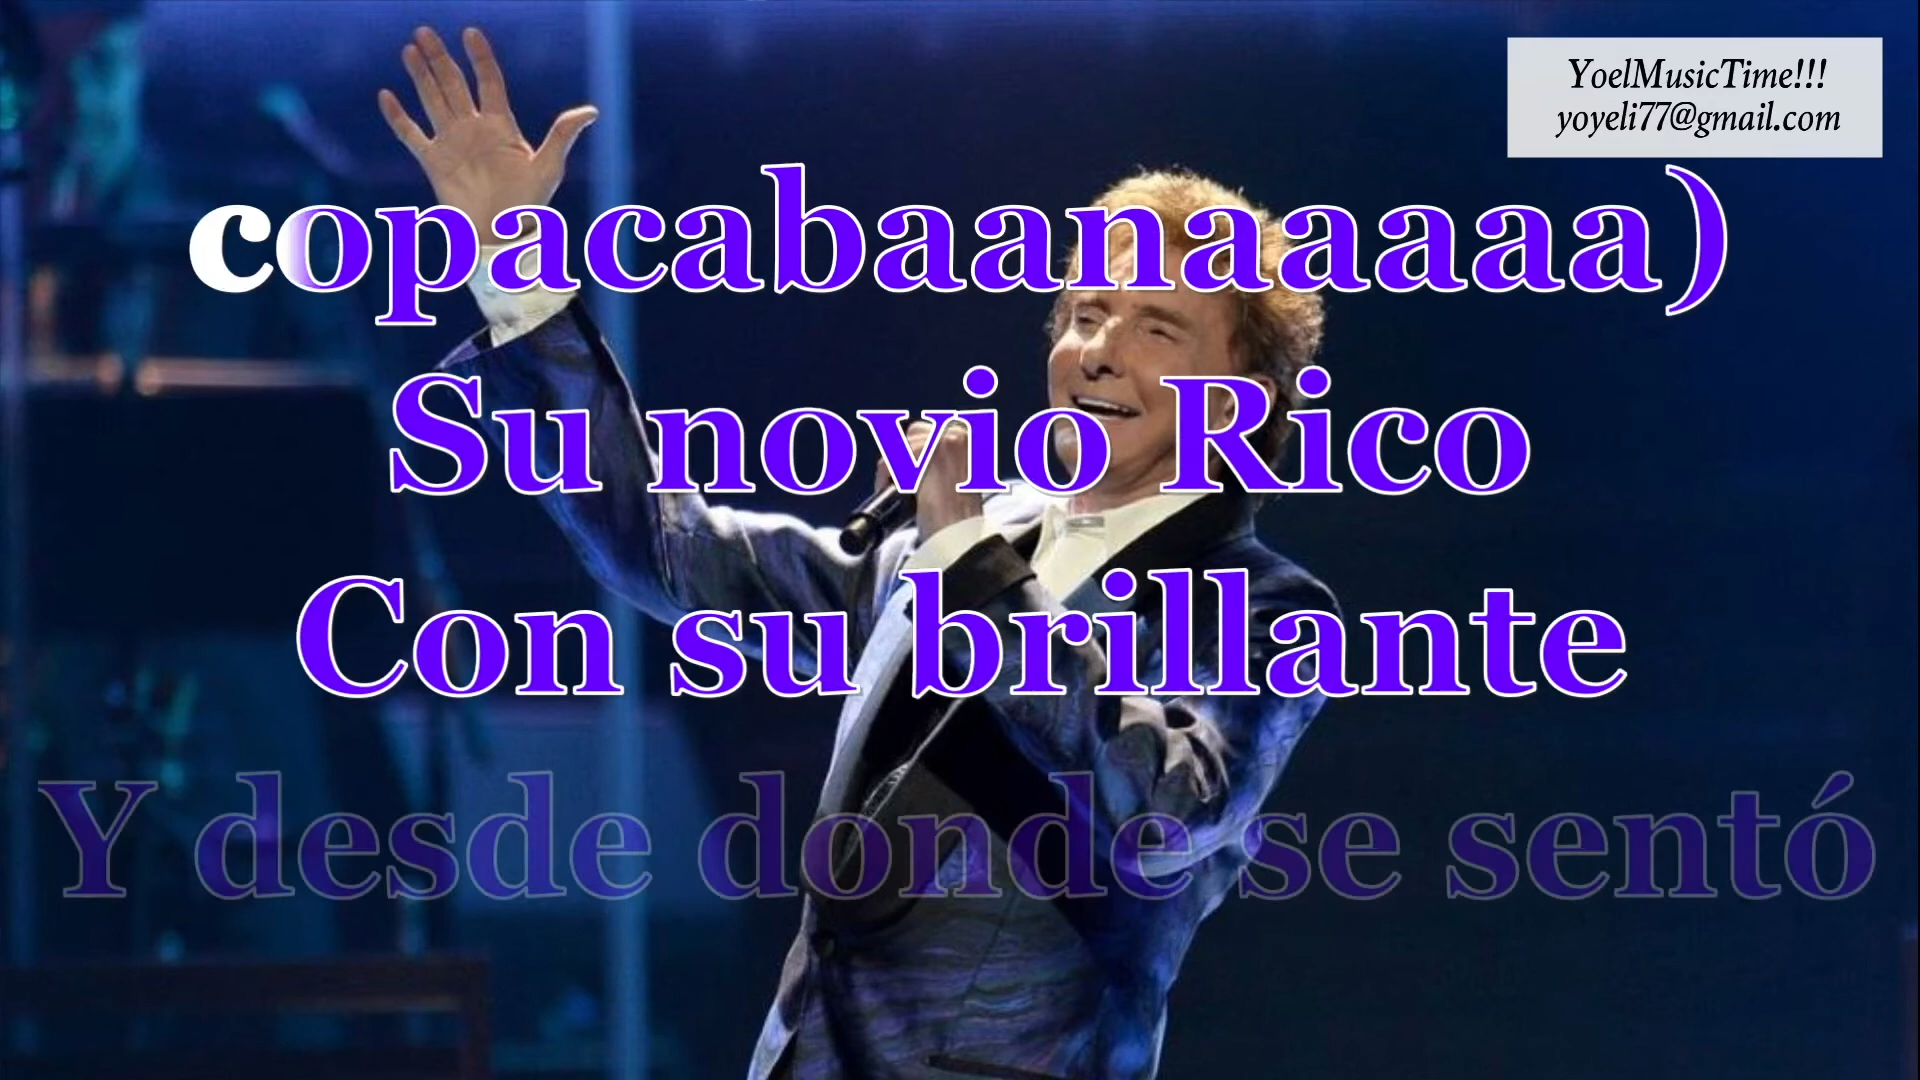 YoelMusicTime!!!
yoyeli77@gmail.com
copacabaanaaaaa)
Su novio Rico
Con su brillante
Y desde donde se sentó